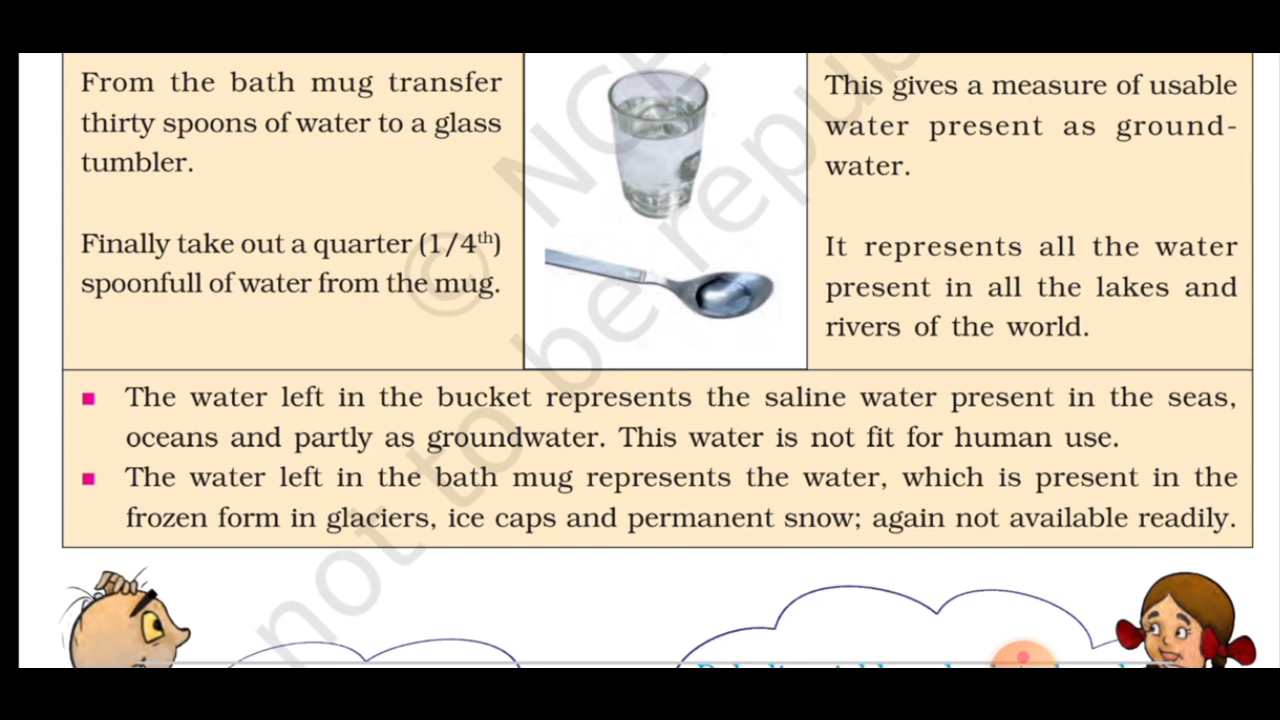 From the bath mug transfer
thirty spoons of water to a glass
tumbler.
Finally take out a quarter (1/4th)
spoonfull of water from the mug.
This gives a measure of usable
water present as ground-
water.
It represents all the water
present in all the lakes and
rivers of the world.
■ The water left in the bucket represents the saline water present in the seas,
oceans and partly as groundwater. This water is not fit for human use.
■ The water left in the bath mug represents the water, which is present in the
frozen form in glaciers, ice caps and permanent snow; again not available readily.
© NCE
not to be republ